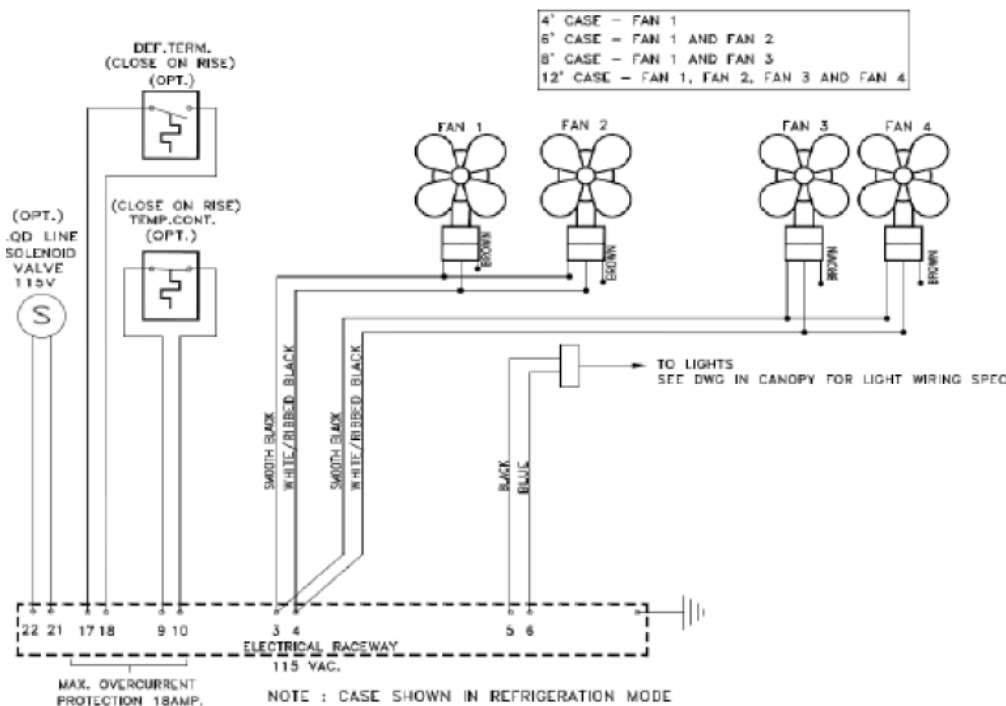 4' CASE – FAN 1
6' CASE – FAN 1 AND FAN 2
8' CASE – FAN 1 AND FAN 3
12' CASE – FAN 1, FAN 2, FAN 3 AND FAN 4
DEF.TERM.
(CLOSE ON RISE)
(OPT.)
FAN 1
FAN 2
FAN 3
FAN 4
(CLOSE ON RISE)
TEMP.CONT.
(OPT.)
(OPT.)
.QD LINE
SOLENOID
VALVE
115V
S
BROWN
BROWN
BROWN
BROWN
TO LIGHTS
SEE DWG IN CANOPY FOR LIGHT WIRING SPEC
SMOOTH BLACK
WHITE/RIBBED BLACK
SMOOTH BLACK
WHITE/RIBBED BLACK
BLACK
BLUE
22 21 17 18 9 10 3 4 5 6
ELECTRICAL RACEWAY
115 VAC.
MAX. OVERCURRENT
PROTECTION 18AMP.
NOTE : CASE SHOWN IN REFRIGERATION MODE